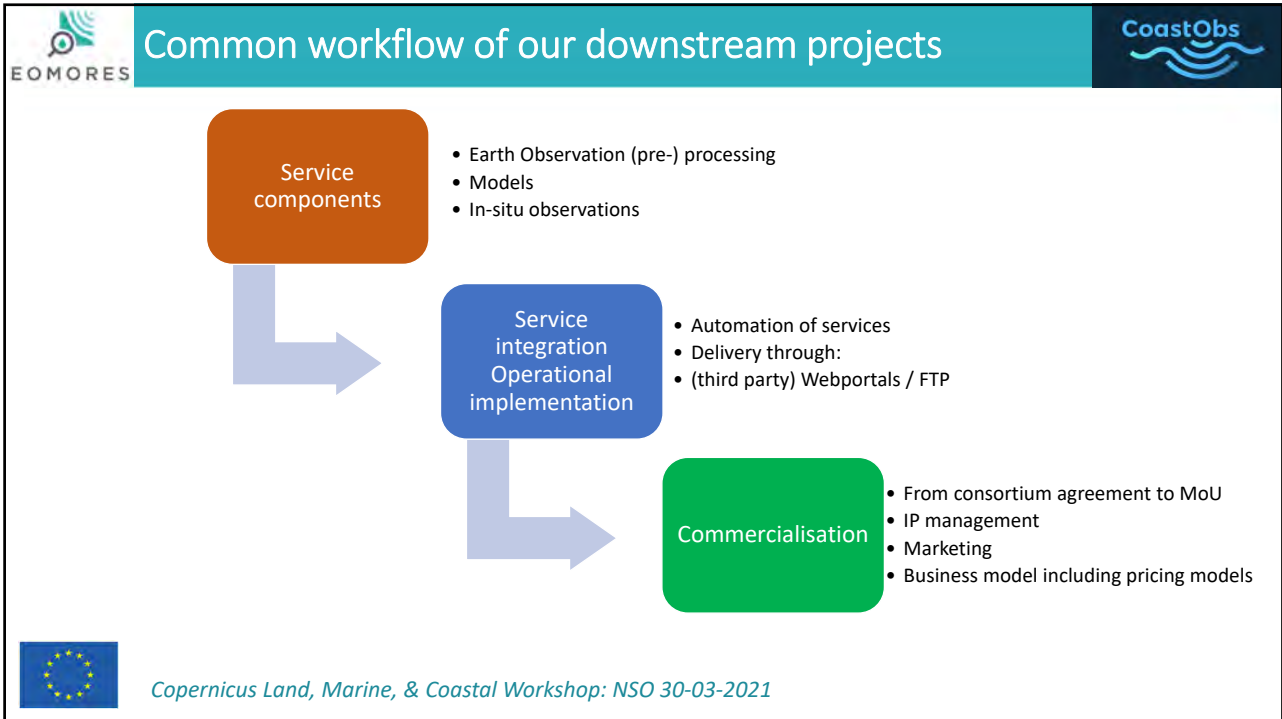 EOMORES
Common workflow of our downstream projects
CoastObs
Service
components
• Earth Observation (pre-) processing
• Models
• In-situ observations
Service
integration
Operational
implementation
• Automation of services
• Delivery through:
• (third party) Webportals / FTP
Commercialisation
• From consortium agreement to MoU
• IP management
• Marketing
• Business model including pricing models
Copernicus Land, Marine, & Coastal Workshop: NSO 30-03-2021